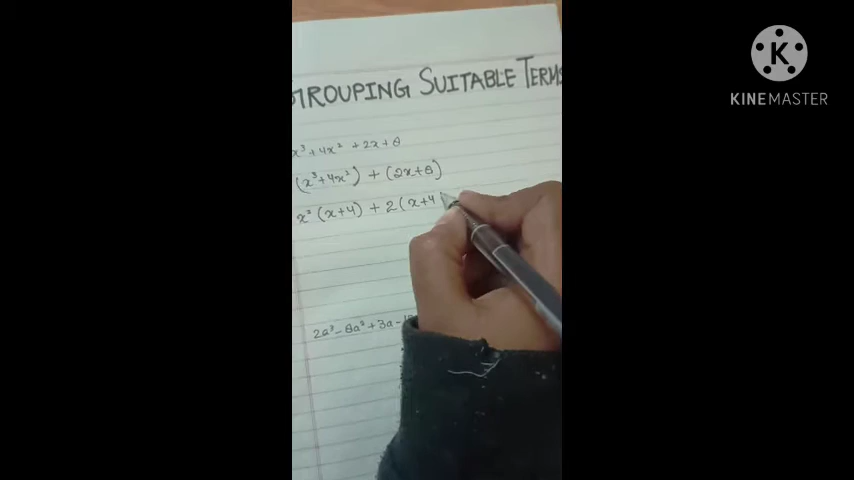 GROUPING SUITABLE TERMS
x³+4x² +2x+8
(x³+4x²) + (2x+8)
x² (x+4) + 2(x+4
2a³-8a²+3a-
KINEMASTER